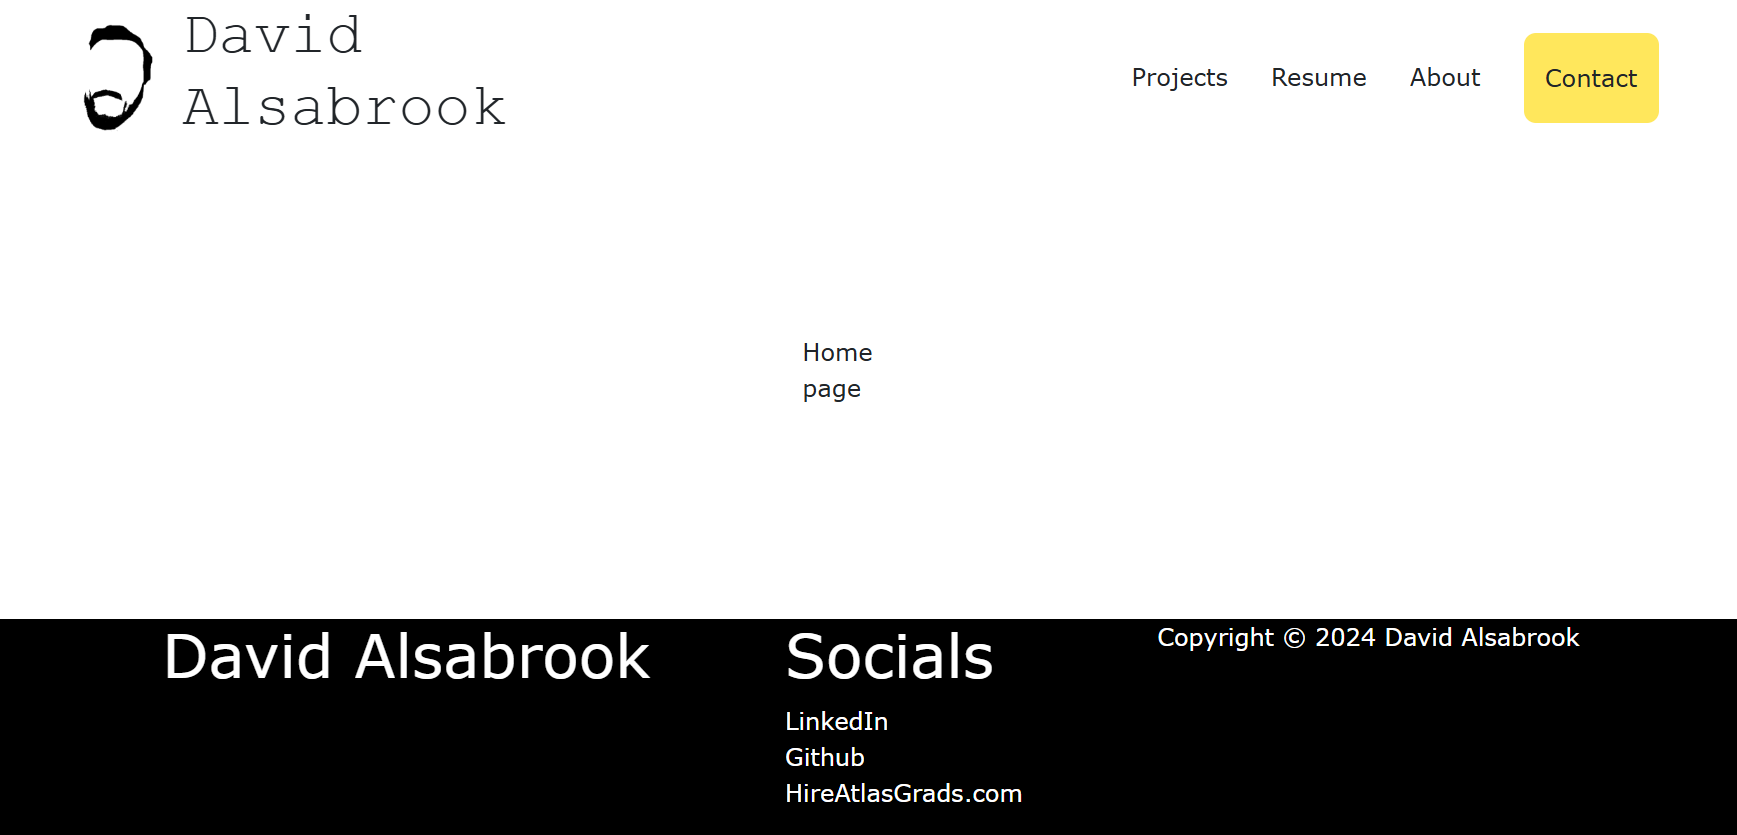 David
Alsabrook
Projects
Resume
About
Contact
Home
page
David Alsabrook
Socials
LinkedIn
Github
HireAtlasGrads.com
Copyright © 2024 David Alsabrook